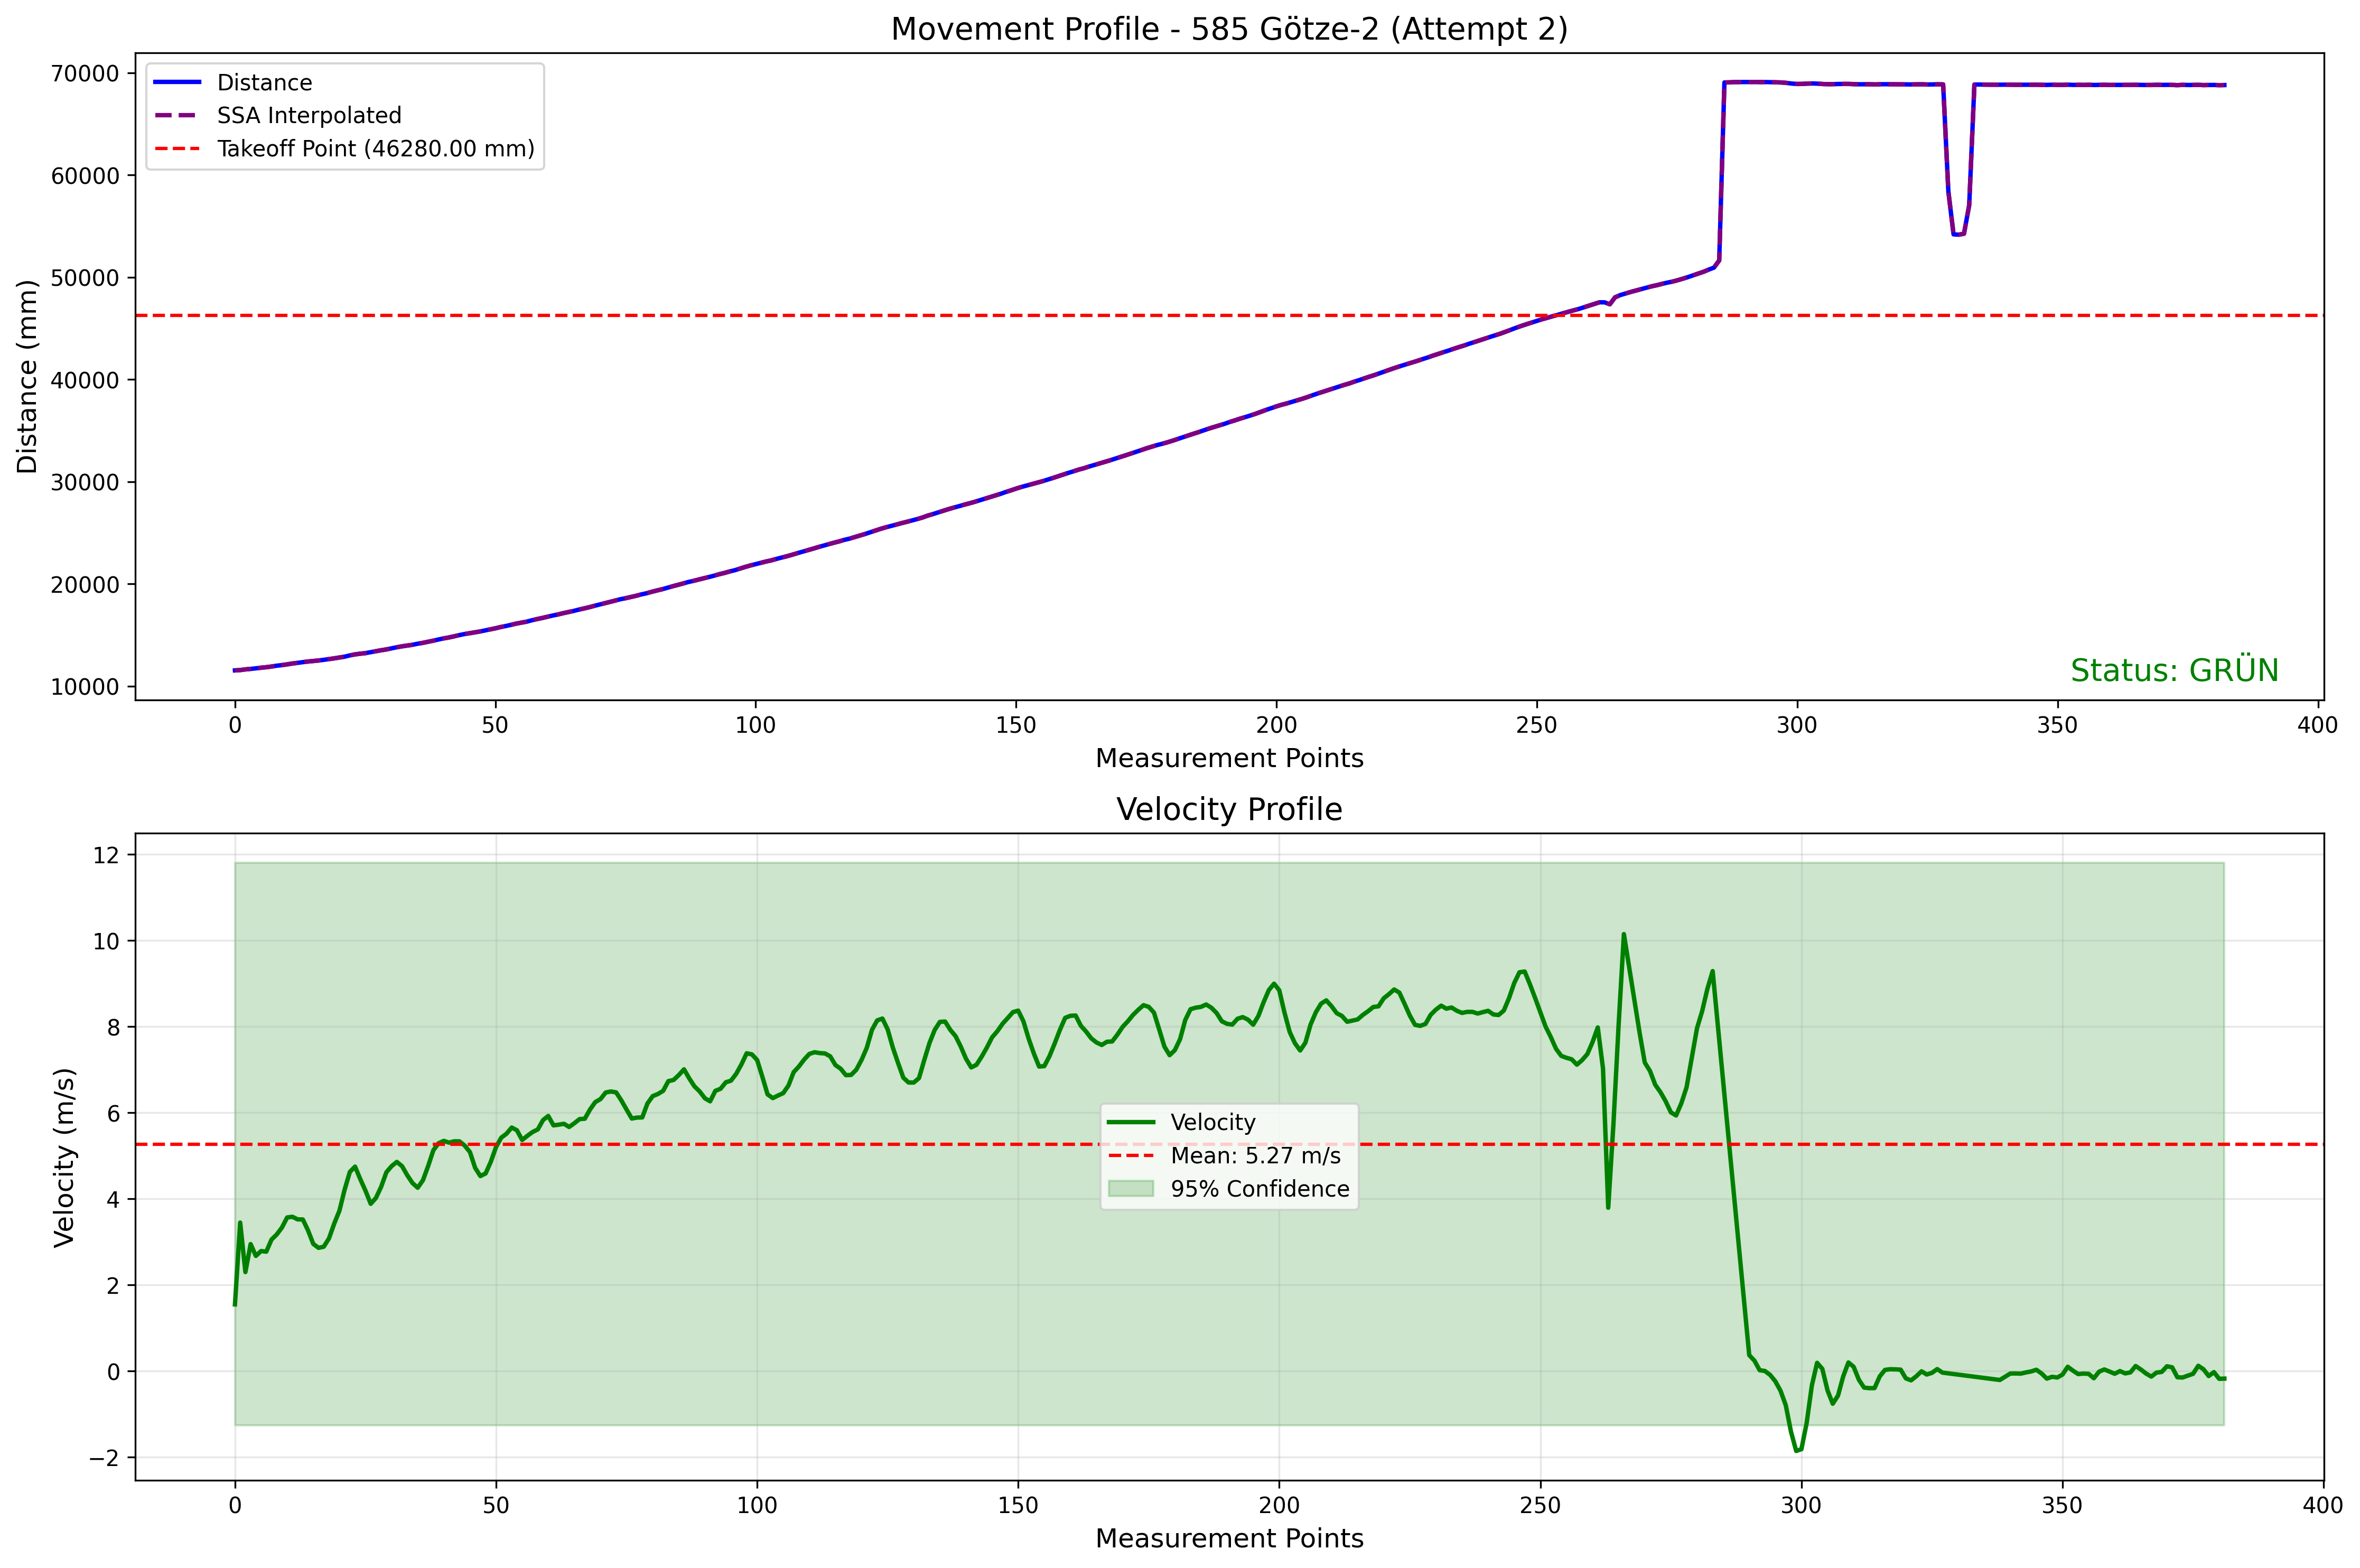 Movement Profile - 585 Götze-2 (Attempt 2)
Distance
SSA Interpolated
Takeoff Point (46280.00 mm)
Distance (mm)
70000
60000
50000
40000
30000
20000
10000
Status: GRÜN
0 50 100 150 200 250 300 350 400
Measurement Points
Velocity Profile
Velocity (m/s)
12
10
8
6
4
2
0
−2
Velocity
Mean: 5.27 m/s
95% Confidence
0 50 100 150 200 250 300 350 400
Measurement Points